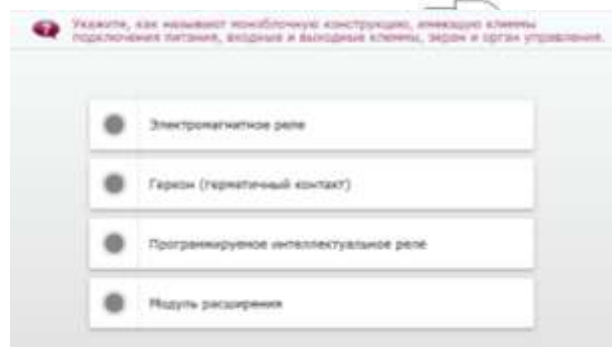 Укажите, как называют моноблочную конструкцию, имеющую клеммы
подключения питания, входные и выходные клеммы, экран и орган управления.
Электромагнитное реле
Геркон (герметичный контакт)
Программируемое интеллектуальное реле
Модуль расширения